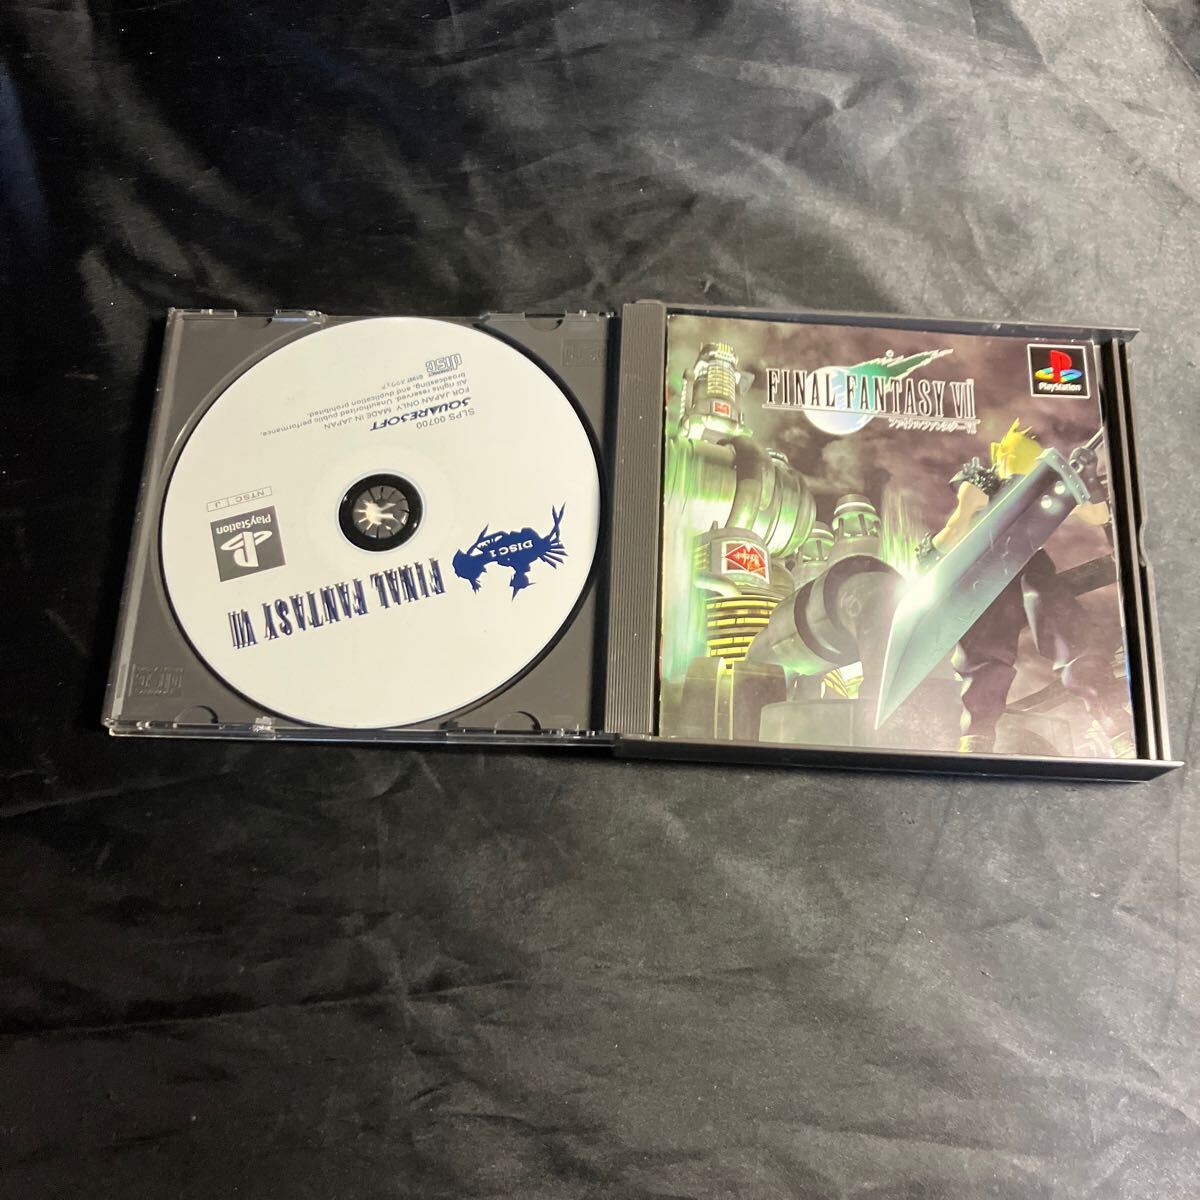 FINAL FANTASY VII
DISC 1
PlayStation
NTSC J
SLPS 00700
SQUARESOFT
FOR JAPAN ONLY. MADE IN JAPAN
All rights reserved. Unauthorized public performance,
broadcasting, and duplication prohibited.
COMPACT
disc
FINAL FANTASY VII
ファイナルファンタジーVII
PlayStation